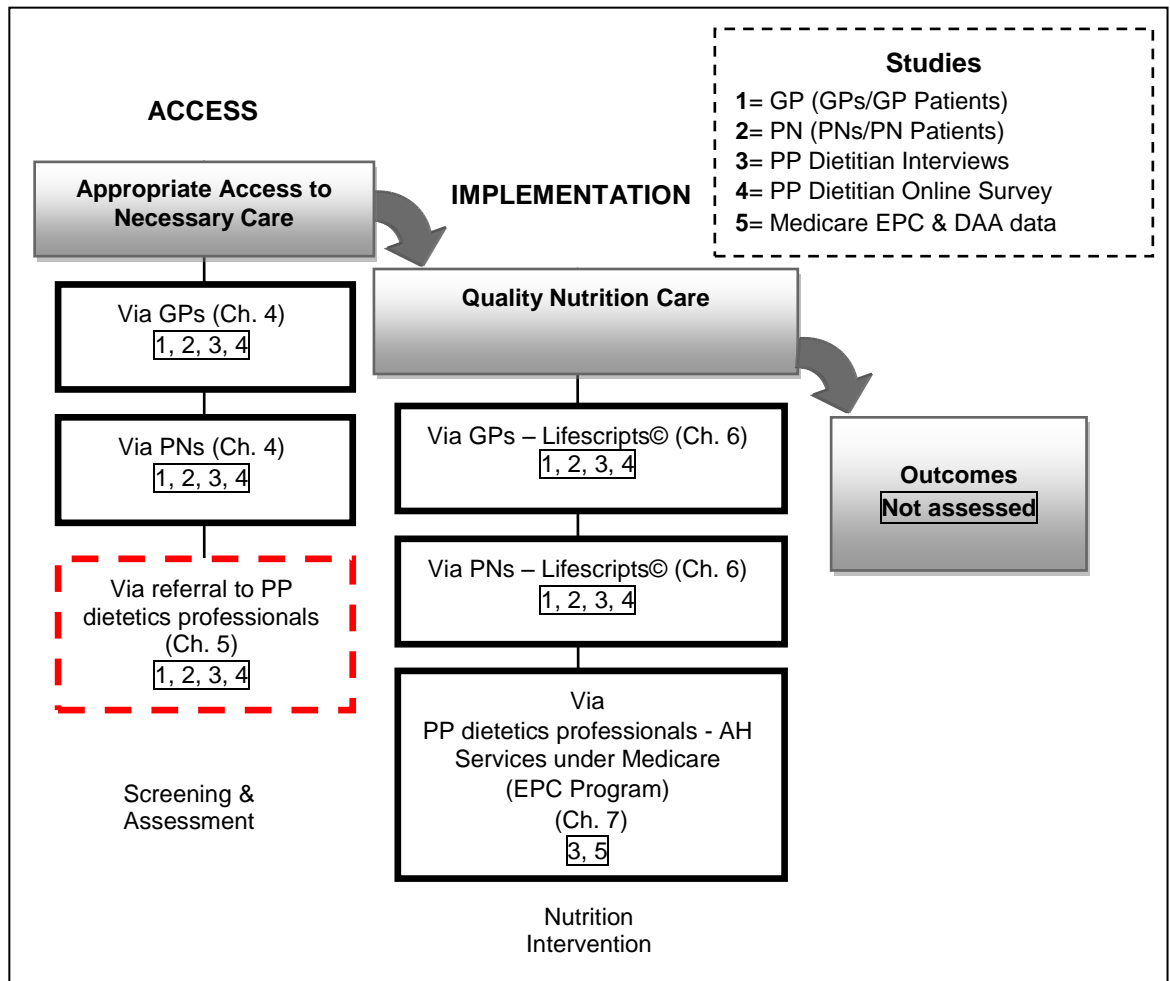 Studies
1= GP (GPs/GP Patients)
2= PN (PNs/PN Patients)
3= PP Dietitian Interviews
4= PP Dietitian Online Survey
5= Medicare EPC & DAA data
ACCESS
Appropriate Access to
Necessary Care
Via GPs (Ch. 4)
1, 2, 3, 4
Via PNs (Ch. 4)
1, 2, 3, 4
Via referral to PP
dietetics professionals
(Ch. 5)
1, 2, 3, 4
Screening &
Assessment
IMPLEMENTATION
Quality Nutrition Care
Via GPs – Lifescripts© (Ch. 6)
1, 2, 3, 4
Via PNs – Lifescripts© (Ch. 6)
1, 2, 3, 4
Via
PP dietetics professionals - AH
Services under Medicare
(EPC Program)
(Ch. 7)
3, 5
Nutrition
Intervention
Outcomes
Not assessed